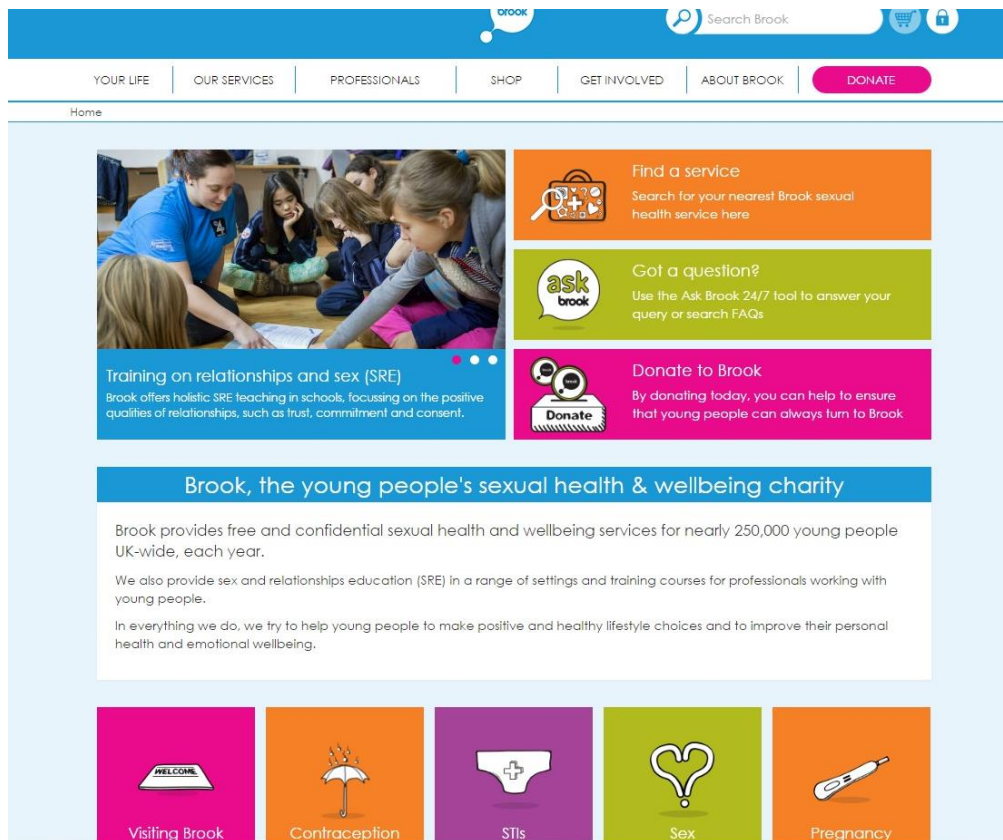 brook
Search Brook
YOUR LIFE
OUR SERVICES
PROFESSIONALS
SHOP
GET INVOLVED
ABOUT BROOK
DONATE
Home
Training on relationships and sex (SRE)
Brook offers holistic SRE teaching in schools, focussing on the positive
qualities of relationships, such as trust, commitment and consent.
Find a service
Search for your nearest Brook sexual
health service here
ask
brook
Got a question?
Use the Ask Brook 24/7 tool to answer your
query or search FAQs
Donate
Donate to Brook
By donating today, you can help to ensure
that young people can always turn to Brook
Brook, the young people's sexual health & wellbeing charity
Brook provides free and confidential sexual health and wellbeing services for nearly 250,000 young people
UK-wide, each year.
We also provide sex and relationships education (SRE) in a range of settings and training courses for professionals working with
young people.
In everything we do, we try to help young people to make positive and healthy lifestyle choices and to improve their personal
health and emotional wellbeing.
WELCOME
Visiting Brook
Contraception
STIs
Sex
Pregnancy